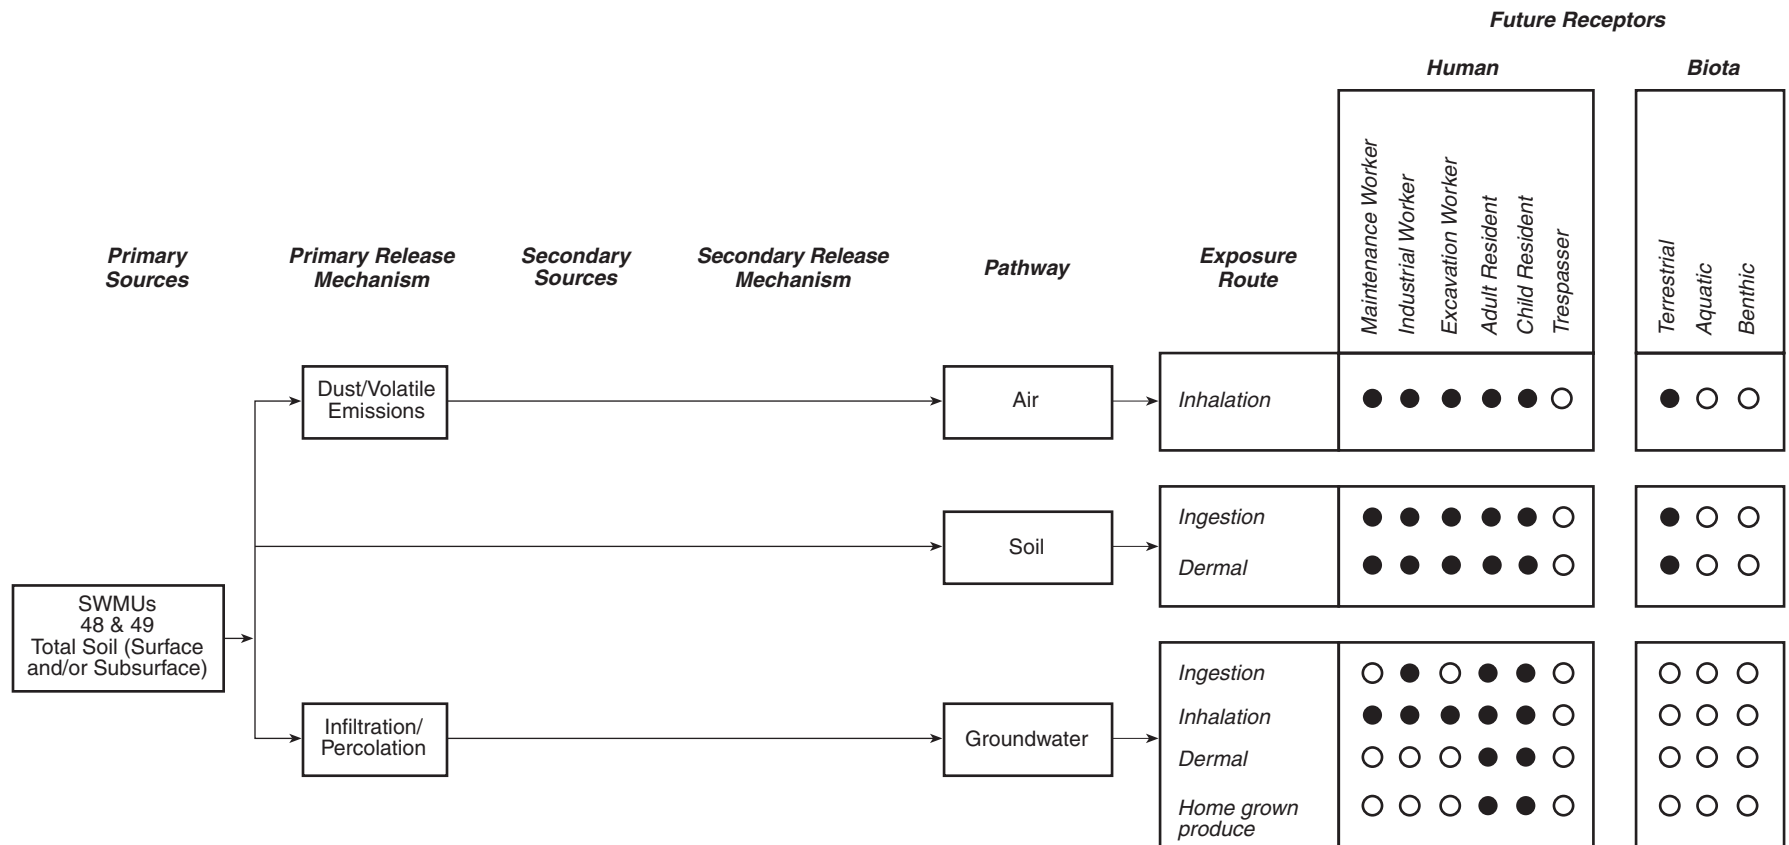 Future Receptors
Human
Biota
Maintenance Worker
Industrial Worker
Excavation Worker
Adult Resident
Child Resident
Trespasser
Terrestrial
Aquatic
Benthic
Primary
Sources
Primary Release
Mechanism
Secondary
Sources
Secondary Release
Mechanism
Pathway
Exposure
Route
Dust/Volatile
Emissions
Air
Inhalation
Soil
Ingestion
Dermal
SWMUs
48 & 49
Total Soil (Surface
and/or Subsurface)
Infiltration/
Percolation
Groundwater
Ingestion
Inhalation
Dermal
Home grown
produce